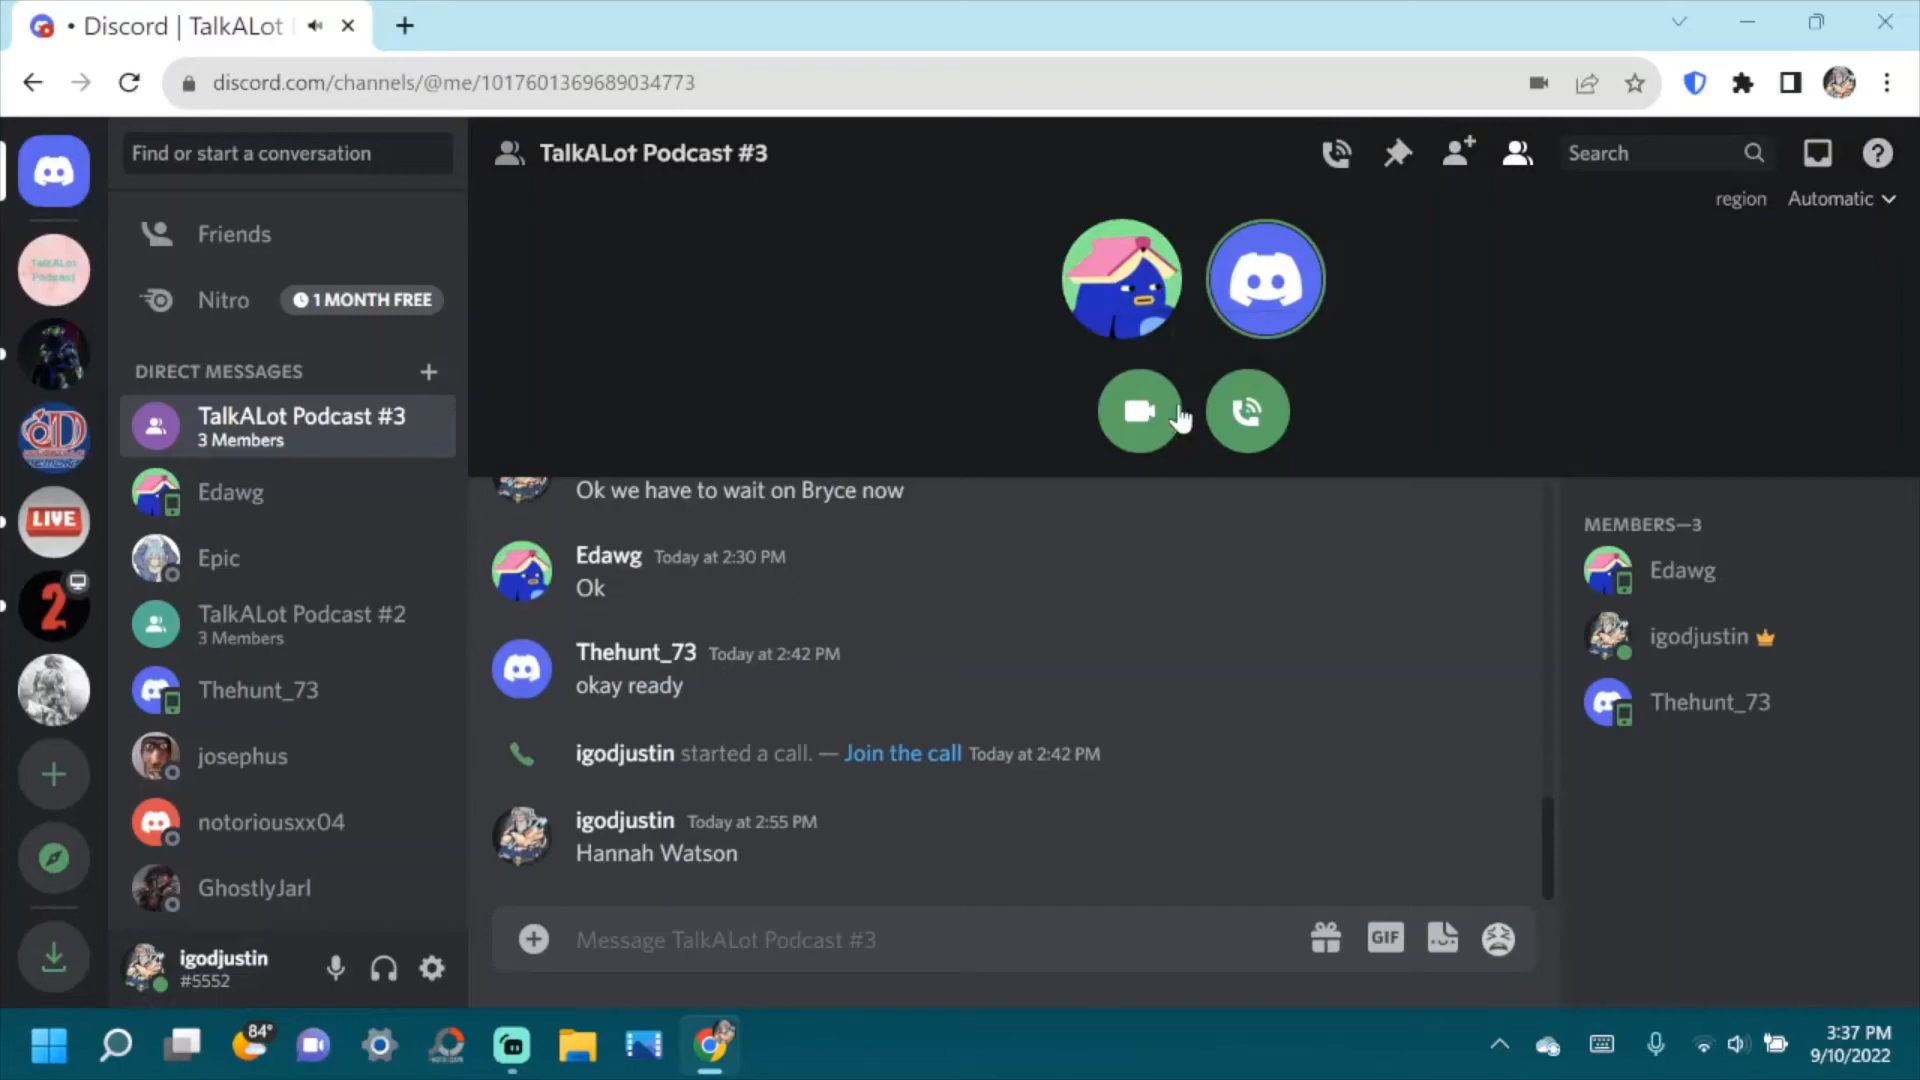 • Discord | TalkALot
discord.com/channels/@me/1017601369689034773
Find or start a conversation
Friends
Nitro
1 MONTH FREE
DIRECT MESSAGES
TalkALot Podcast #3
3 Members
Edawg
Epic
TalkALot Podcast #2
3 Members
Thehunt_73
josephus
notoriousxx04
GhostlyJarl
igodjustin
#5552
TalkALot
Podcast
LIVE
2
TalkALot Podcast #3
Search
region Automatic
Ok we have to wait on Bryce now
Edawg Today at 2:30 PM
Ok
Thehunt_73 Today at 2:42 PM
okay ready
igodjustin started a call. — Join the call Today at 2:42 PM
igodjustin Today at 2:55 PM
Hannah Watson
Message TalkALot Podcast #3
GIF
MEMBERS—3
Edawg
igodjustin
Thehunt_73
84°
3:37 PM
9/10/2022